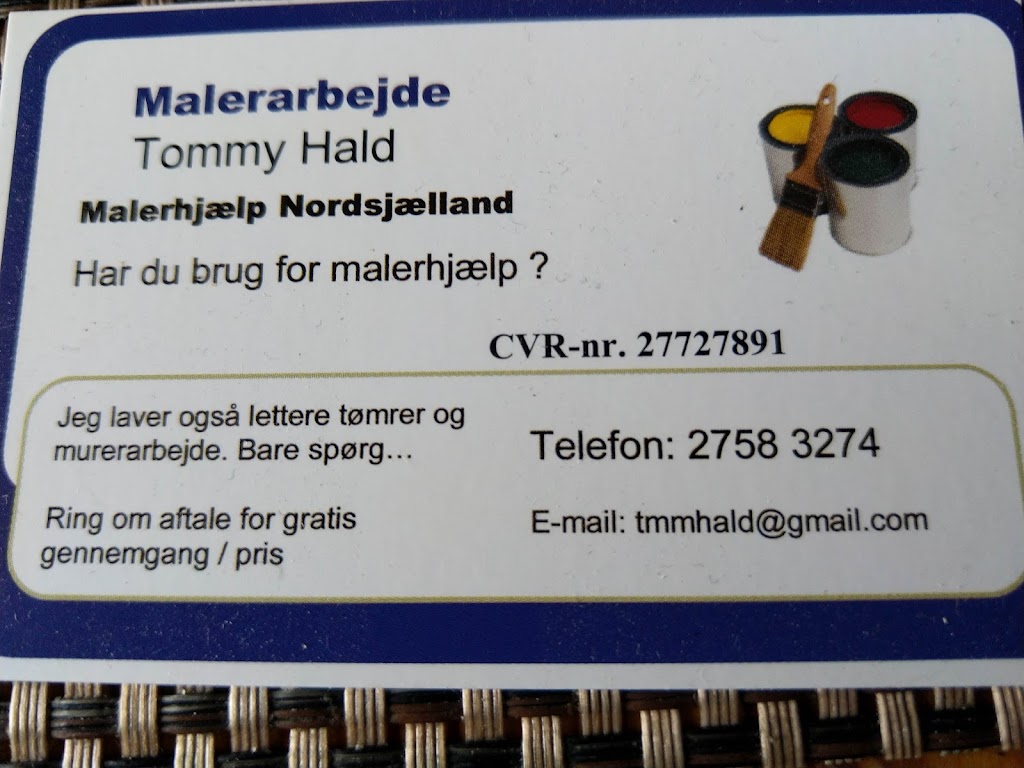 Malerarbejde
Tommy Hald
Malerhjælp Nordsjælland
Har du brug for malerhjælp ?
CVR-nr. 27727891
Jeg laver også lettere tømrer og
murerarbejde. Bare spørg...
Telefon: 2758 3274
Ring om aftale for gratis
gennemgang / pris
E-mail: tmmhald@gmail.com